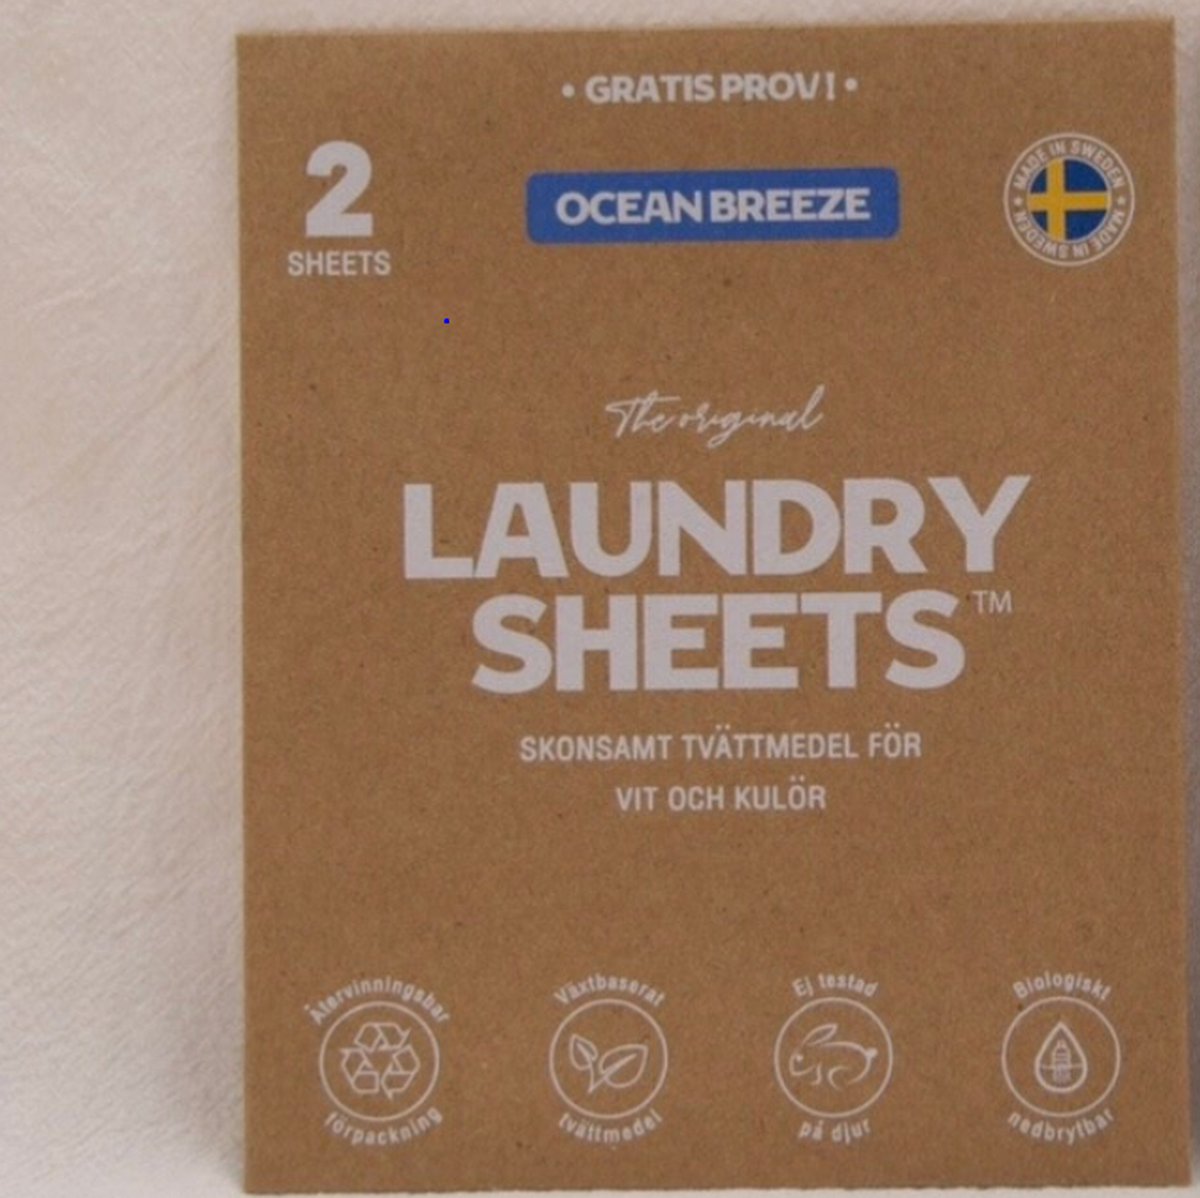 • GRATIS PROV! •
2
SHEETS
OCEAN BREEZE
MADE IN SWEDEN • MADE IN SWEDEN •
The original
LAUNDRY
SHEETS™
SKONSAMT TVÄTTMEDEL FÖR
VIT OCH KULÖR
Återvinningsbar
förpackning
Växtbaserat
tvättmedel
Ej testad
på djur
Biologiskt
nedbrytbar